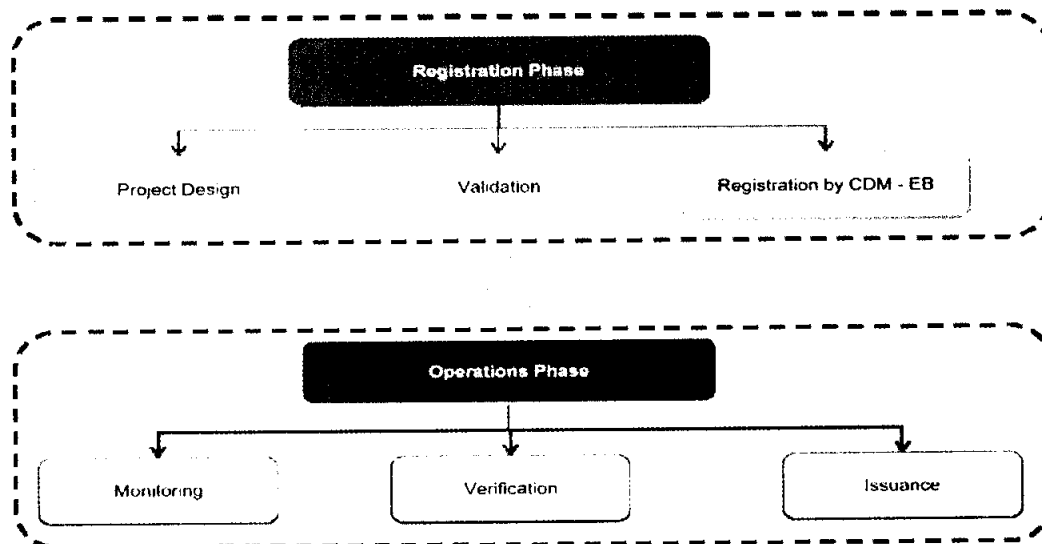 Registration Phase
Project Design
Validation
Registration by CDM - EB
Operations Phase
Monitoring
Verification
Issuance